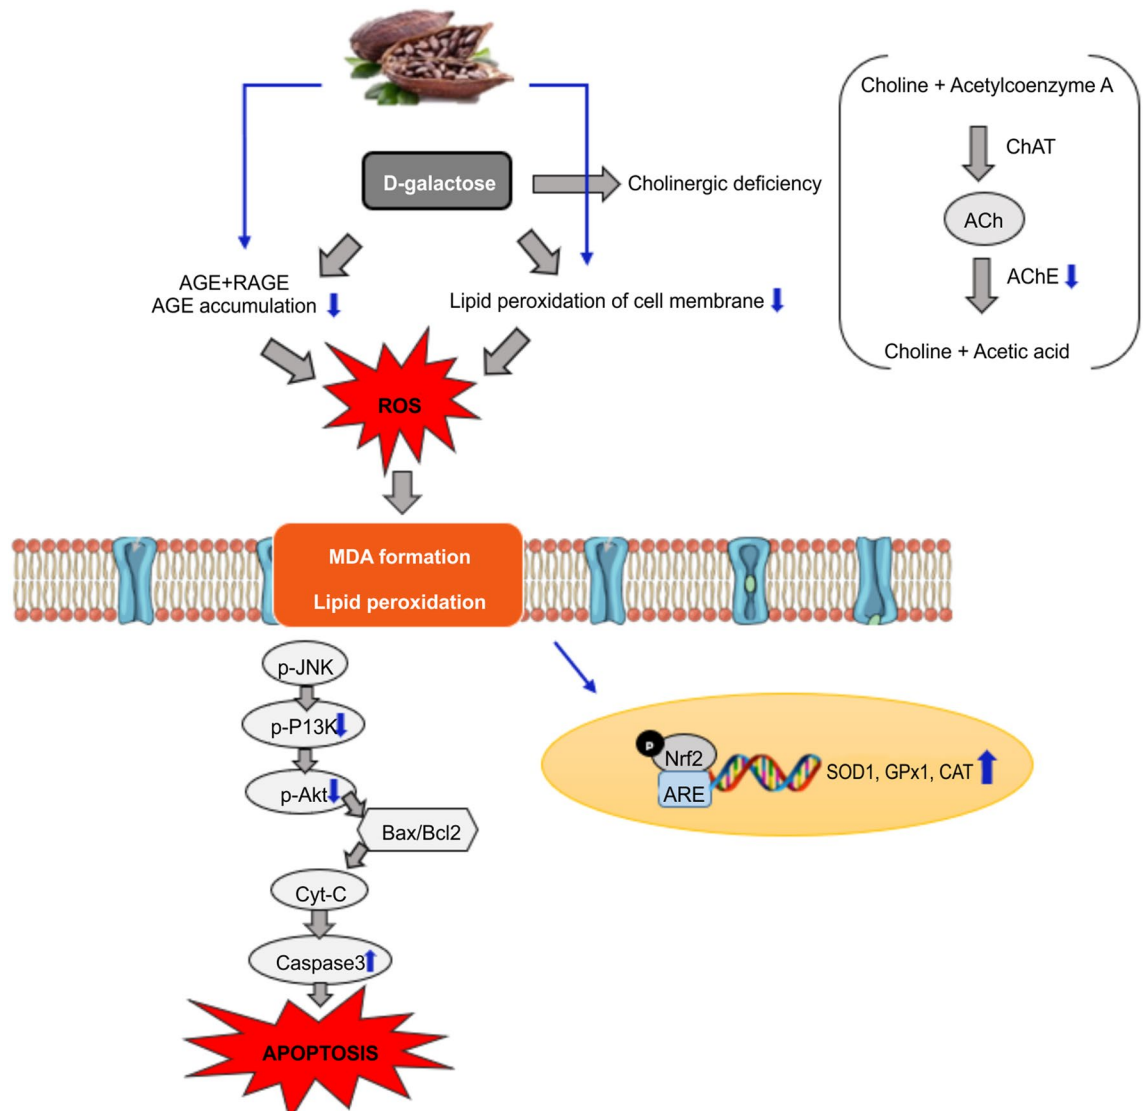 Choline + Acetylcoenzyme A
ChAT
ACh
AChE
Choline + Acetic acid
D-galactose
Cholinergic deficiency
AGE+RAGE
AGE accumulation
Lipid peroxidation of cell membrane
ROS
MDA formation
Lipid peroxidation
p-JNK
p-P13K
p-Akt
Bax/Bcl2
Cyt-C
Caspase3
APOPTOSIS
P
Nrf2
ARE
SOD1, GPx1, CAT